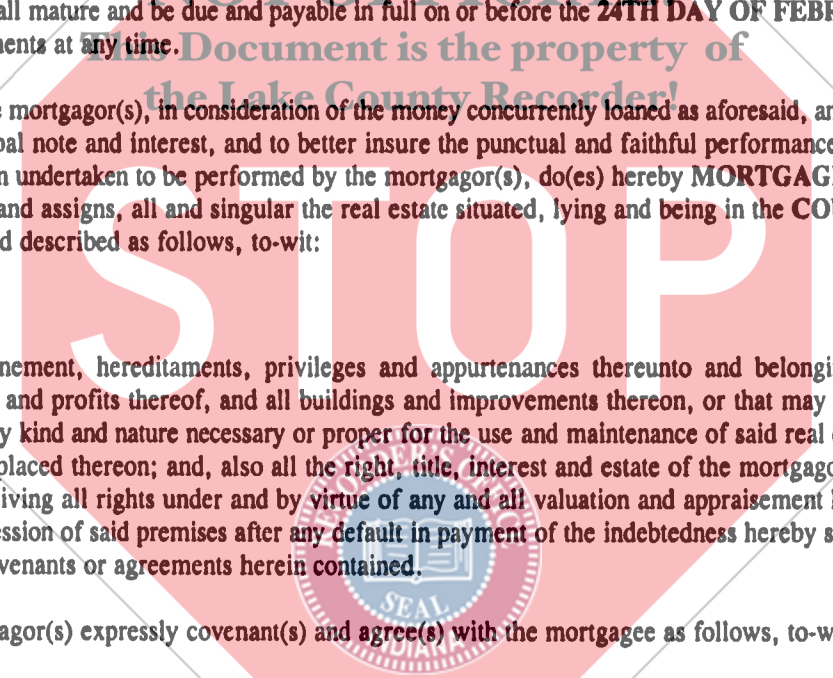 all mature and be due and payable in full on or before the 24TH DAY OF FEBR
ments at any time.
This Document is the property of
the Lake County Recorder!
mortgagor(s), in consideration of the money concurrently loaned as aforesaid, an
pal note and interest, and to better insure the punctual and faithful performance
n undertaken to be performed by the mortgagor(s), do(es) hereby MORTGAG
and assigns, all and singular the real estate situated, lying and being in the COU
d described as follows, to-wit:
STOP
nement, hereditaments, privileges and appurtenances thereunto and belongi
and profits thereof, and all buildings and improvements thereon, or that may
y kind and nature necessary or proper for the use and maintenance of said real
placed thereon; and, also all the right, title, interest and estate of the mortgago
iving all rights under and by virtue of any and all valuation and appraisement
ession of said premises after any default in payment of the indebtedness hereby s
venants or agreements herein contained.
RECORDER'S OFFICE
SEAL
INDIANA
agor(s) expressly covenant(s) and agree(s) with the mortgagee as follows, to-w